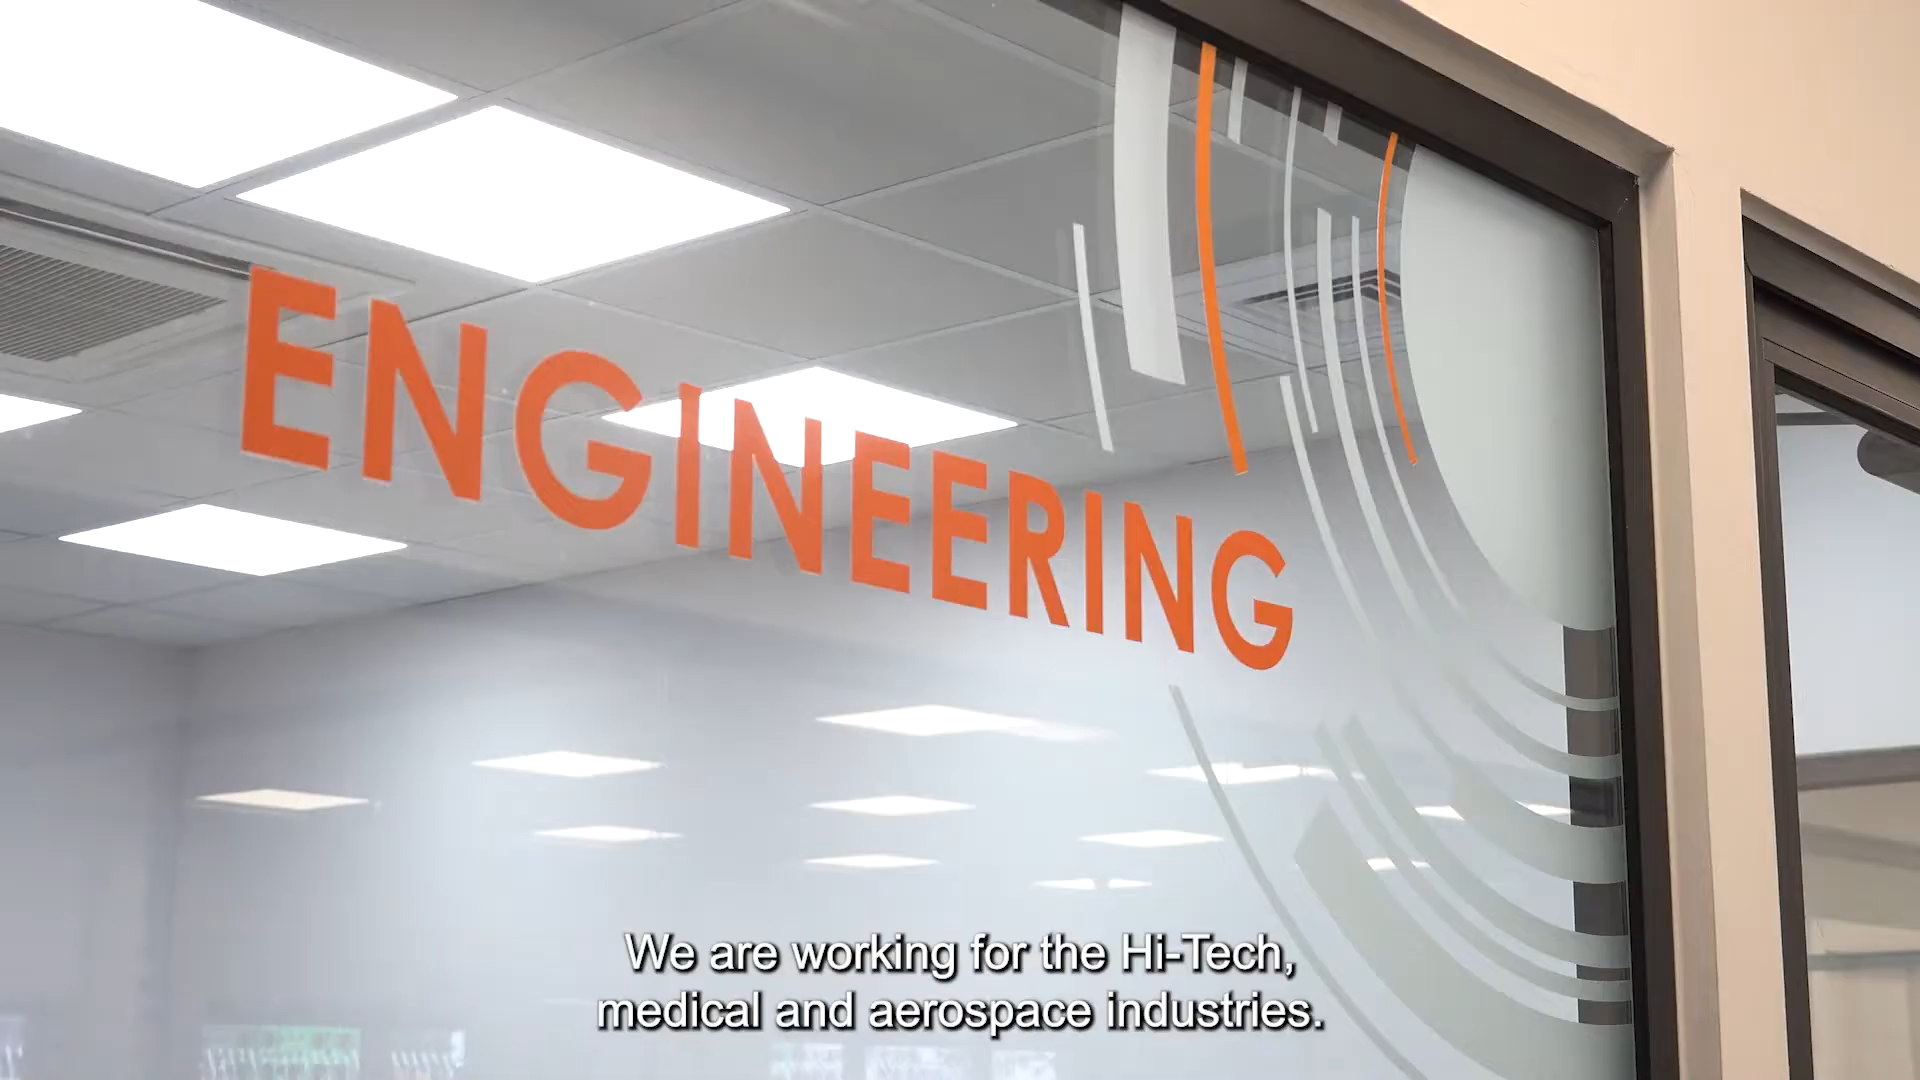 ENGINEERING
We are working for the Hi-Tech,
medical and aerospace industries.